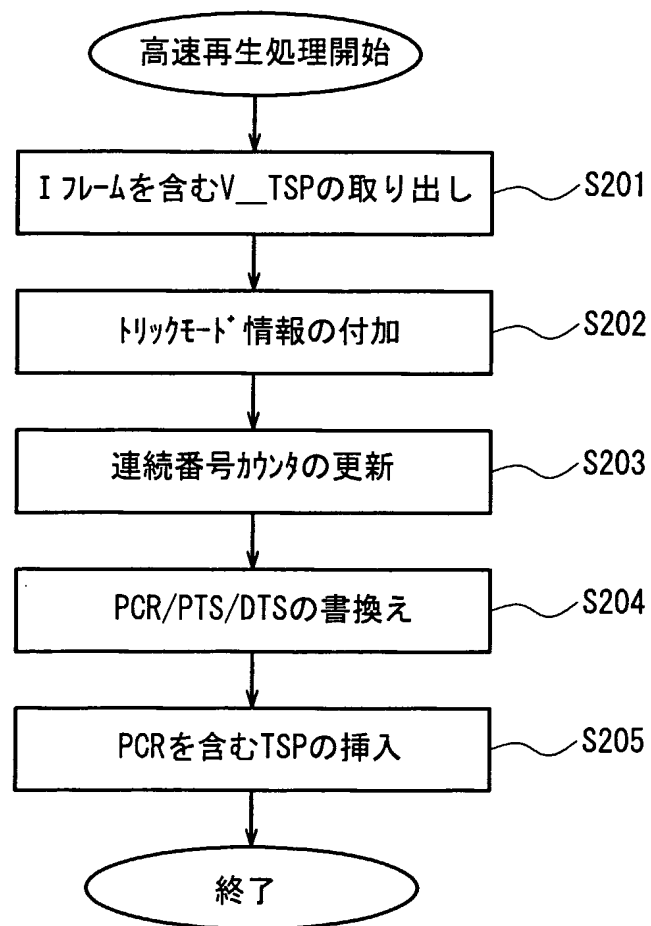 高速再生処理開始
I ﾌﾚｰﾑを含むV__TSPの取り出し
S201
ﾄﾘｯｸﾓｰﾄﾞ情報の付加
S202
連続番号ｶｳﾝﾀの更新
S203
PCR/PTS/DTSの書換え
S204
PCRを含むTSPの挿入
S205
終了